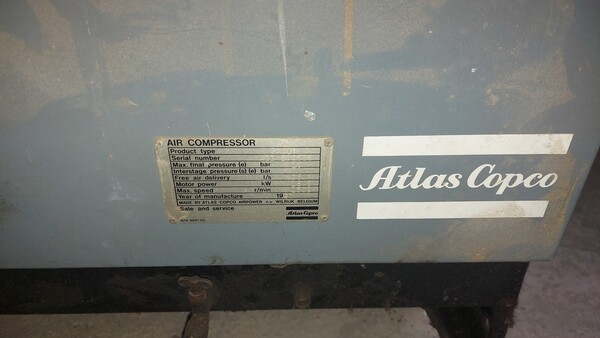 AIR COMPRESSOR
Product type
Serial number
Max. final pressure(e) bar
Interstage pressure(s)(e) bar
Free air delivery l/s
Motor power kW
Max. speed r/min
Year of manufacture 19
MADE BY ATLAS COPCO AIRPOWER n.v. WILRIJK BELGIUM
Sale and service
Atlas Copco
Atlas Copco